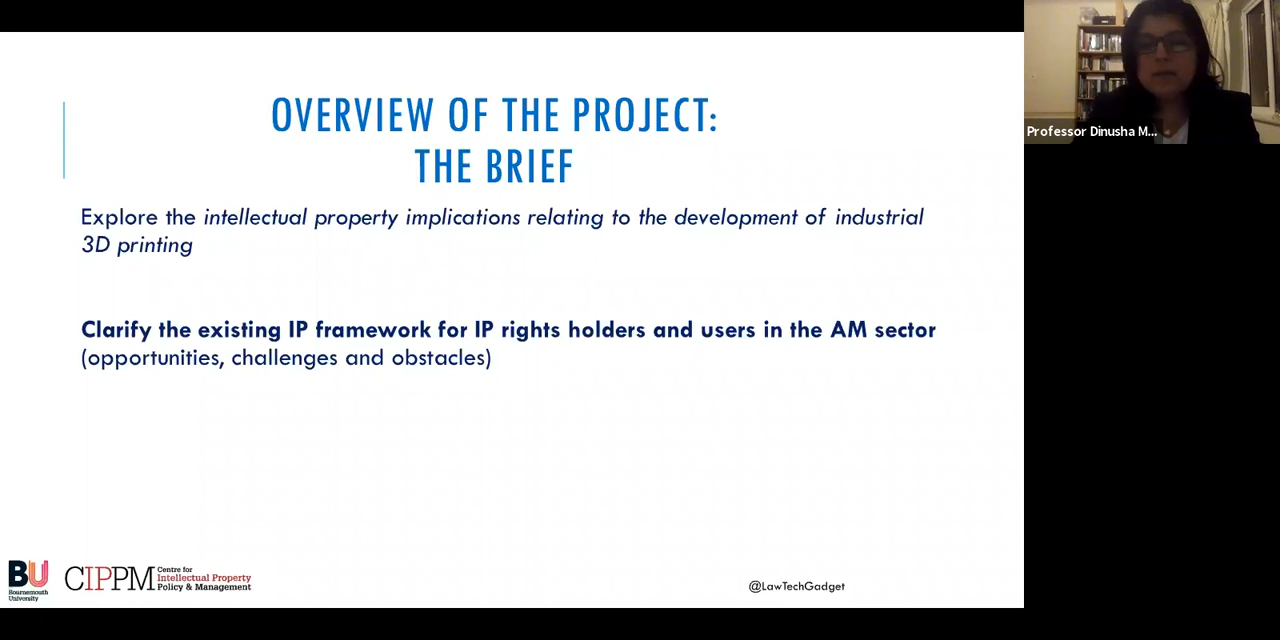 OVERVIEW OF THE PROJECT:
THE BRIEF
Explore the intellectual property implications relating to the development of industrial
3D printing
Clarify the existing IP framework for IP rights holders and users in the AM sector
(opportunities, challenges and obstacles)
BU
Bournemouth
University
CIPPM
Centre for
Intellectual Property
Policy & Management
@LawTechGadget
Professor Dinusha M...